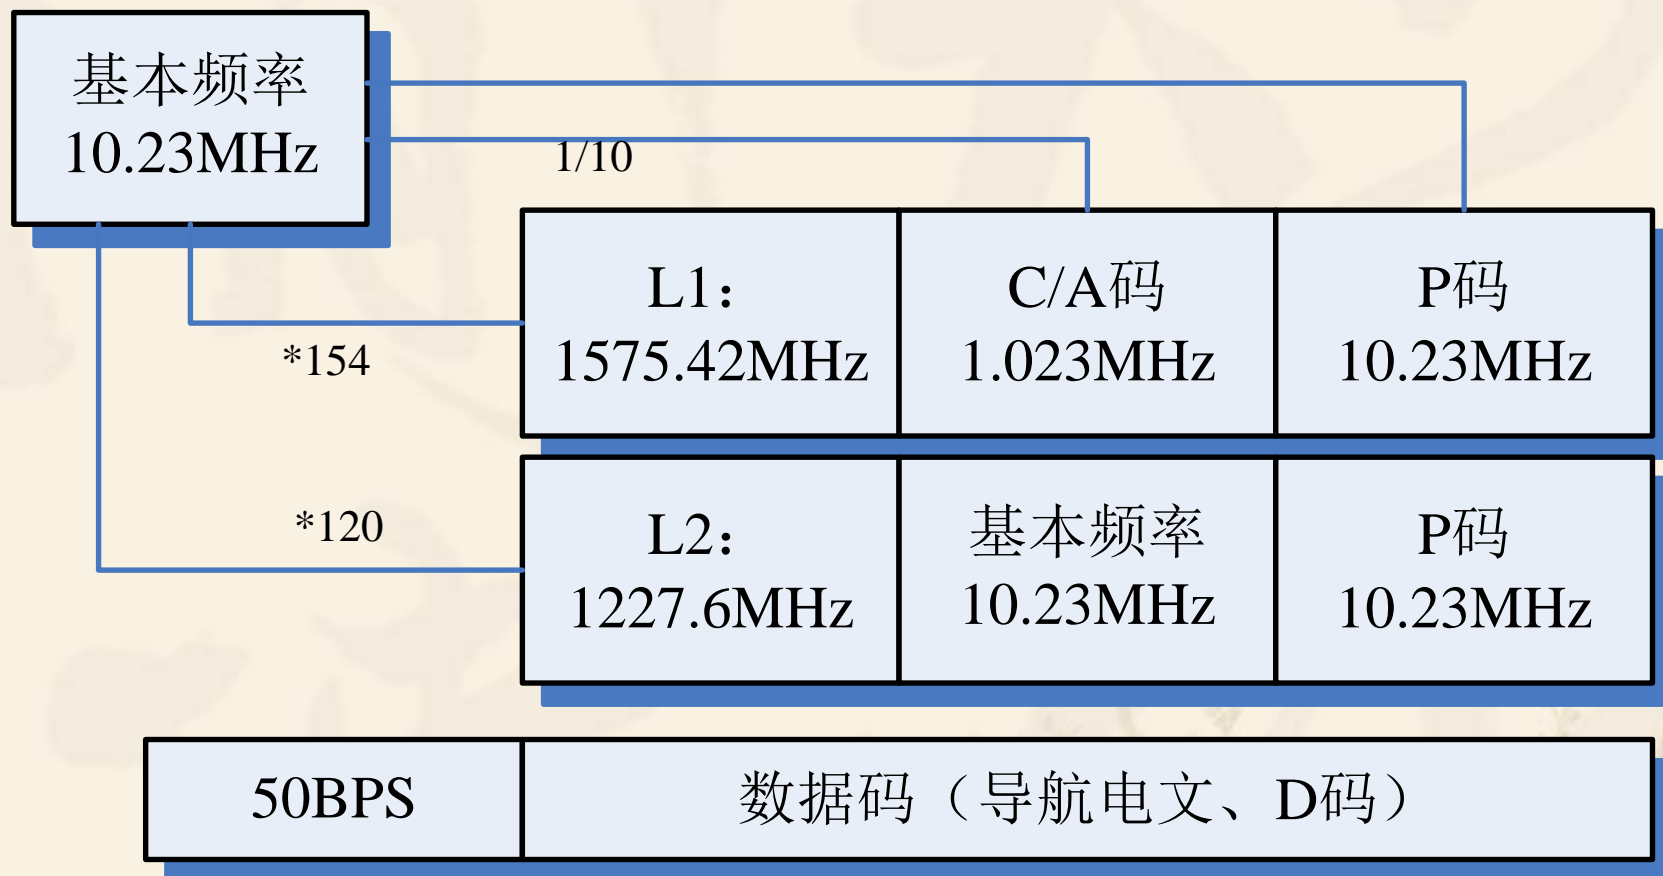 基本频率
10.23MHz
1/10
L1：
1575.42MHz
C/A码
1.023MHz
P码
10.23MHz
*154
*120
L2：
1227.6MHz
基本频率
10.23MHz
P码
10.23MHz
50BPS
数据码（导航电文、D码）